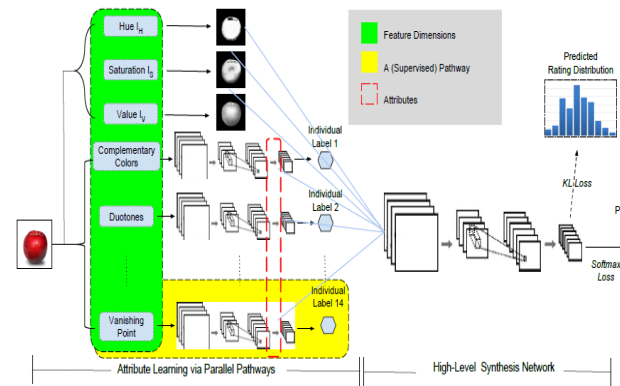 Hue I_H
Saturation I_S
Value I_V
Complementary
Colors
Duotones
Vanishing
Point
Individual
Label 1
Individual
Label 2
Individual
Label 14
Feature Dimensions
A (Supervised) Pathway
Attributes
Predicted
Rating Distribution
KL Loss
P
Softmax
Loss
Attribute Learning via Parallel Pathways
High-Level Synthesis Network